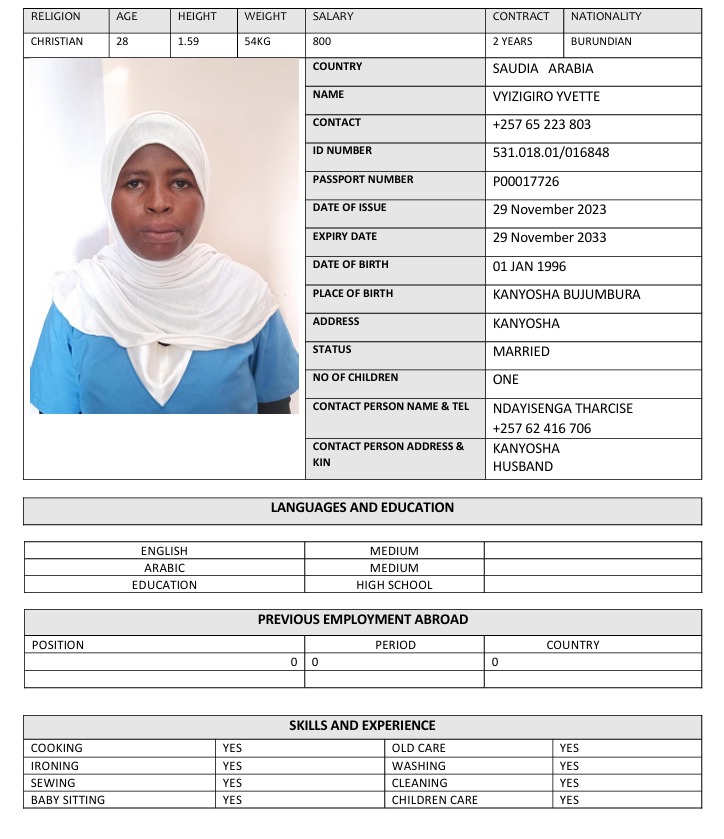 RELIGION AGE HEIGHT WEIGHT SALARY CONTRACT NATIONALITY
CHRISTIAN 28 1.59 54KG 800 2 YEARS BURUNDIAN
COUNTRY SAUDIA ARABIA
NAME VYIZIGIRO YVETTE
CONTACT +257 65 223 803
ID NUMBER 531.018.01/016848
PASSPORT NUMBER P00017726
DATE OF ISSUE 29 November 2023
EXPIRY DATE 29 November 2033
DATE OF BIRTH 01 JAN 1996
PLACE OF BIRTH KANYOSHA BUJUMBURA
ADDRESS KANYOSHA
STATUS MARRIED
NO OF CHILDREN ONE
CONTACT PERSON NAME & TEL NDAYISENGA THARCISE
+257 62 416 706
CONTACT PERSON ADDRESS & KANYOSHA
KIN HUSBAND
LANGUAGES AND EDUCATION
ENGLISH MEDIUM
ARABIC MEDIUM
EDUCATION HIGH SCHOOL
PREVIOUS EMPLOYMENT ABROAD
POSITION PERIOD COUNTRY
0 0 0
SKILLS AND EXPERIENCE
COOKING YES OLD CARE YES
IRONING YES WASHING YES
SEWING YES CLEANING YES
BABY SITTING YES CHILDREN CARE YES